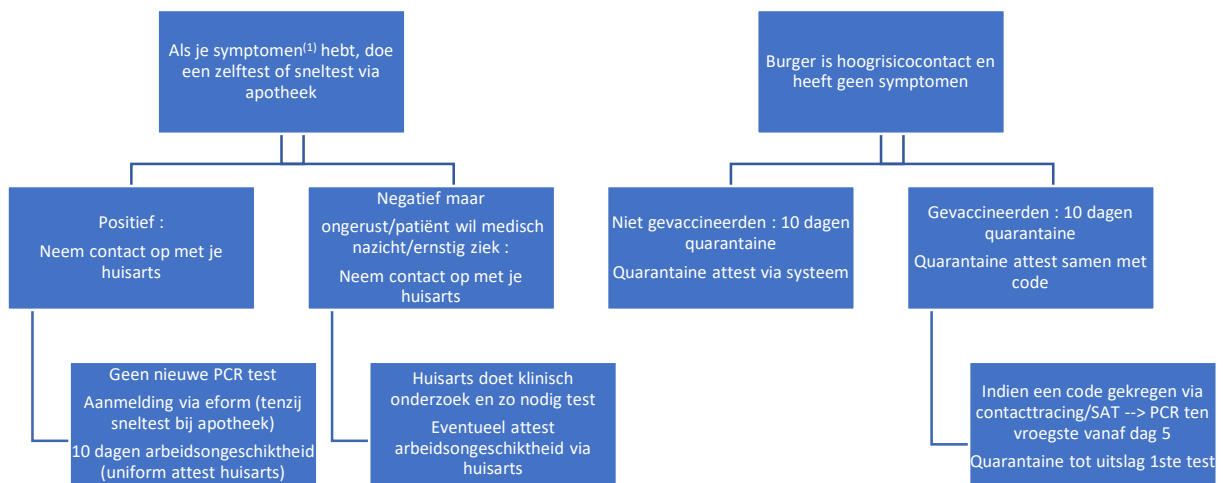 Als je symptomen(1) hebt, doe
een zelftest of sneltest via
apotheek
Burger is hoogrisicocontact en
heeft geen symptomen
Positief :
Neem contact op met je
huisarts
Negatief maar
ongerust/patiënt wil medisch
nazicht/ernstig ziek :
Neem contact op met je
huisarts
Niet gevaccineerden : 10 dagen
quarantaine
Quarantaine attest via systeem
Gevaccineerden : 10 dagen
quarantaine
Quarantaine attest samen met
code
Geen nieuwe PCR test
Aanmelding via eform (tenzij
sneltest bij apotheek)
10 dagen arbeidsongeschiktheid
(uniform attest huisarts)
Huisarts doet klinisch
onderzoek en zo nodig test
Eventueel attest
arbeidsongeschiktheid via
huisarts
Indien een code gekregen via
contacttracing/SAT --> PCR ten
vroegste vanaf dag 5
Quarantaine tot uitslag 1ste test